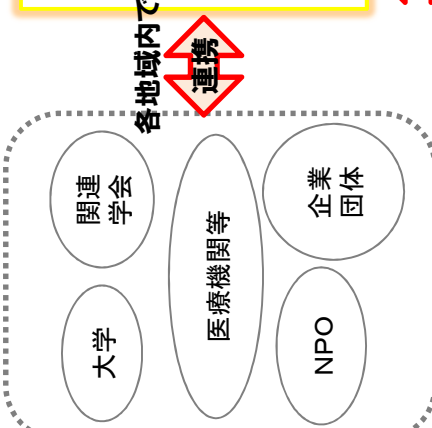 各地域内で
連携
関連
学会
大学
医療機関等
企業
団体
NPO